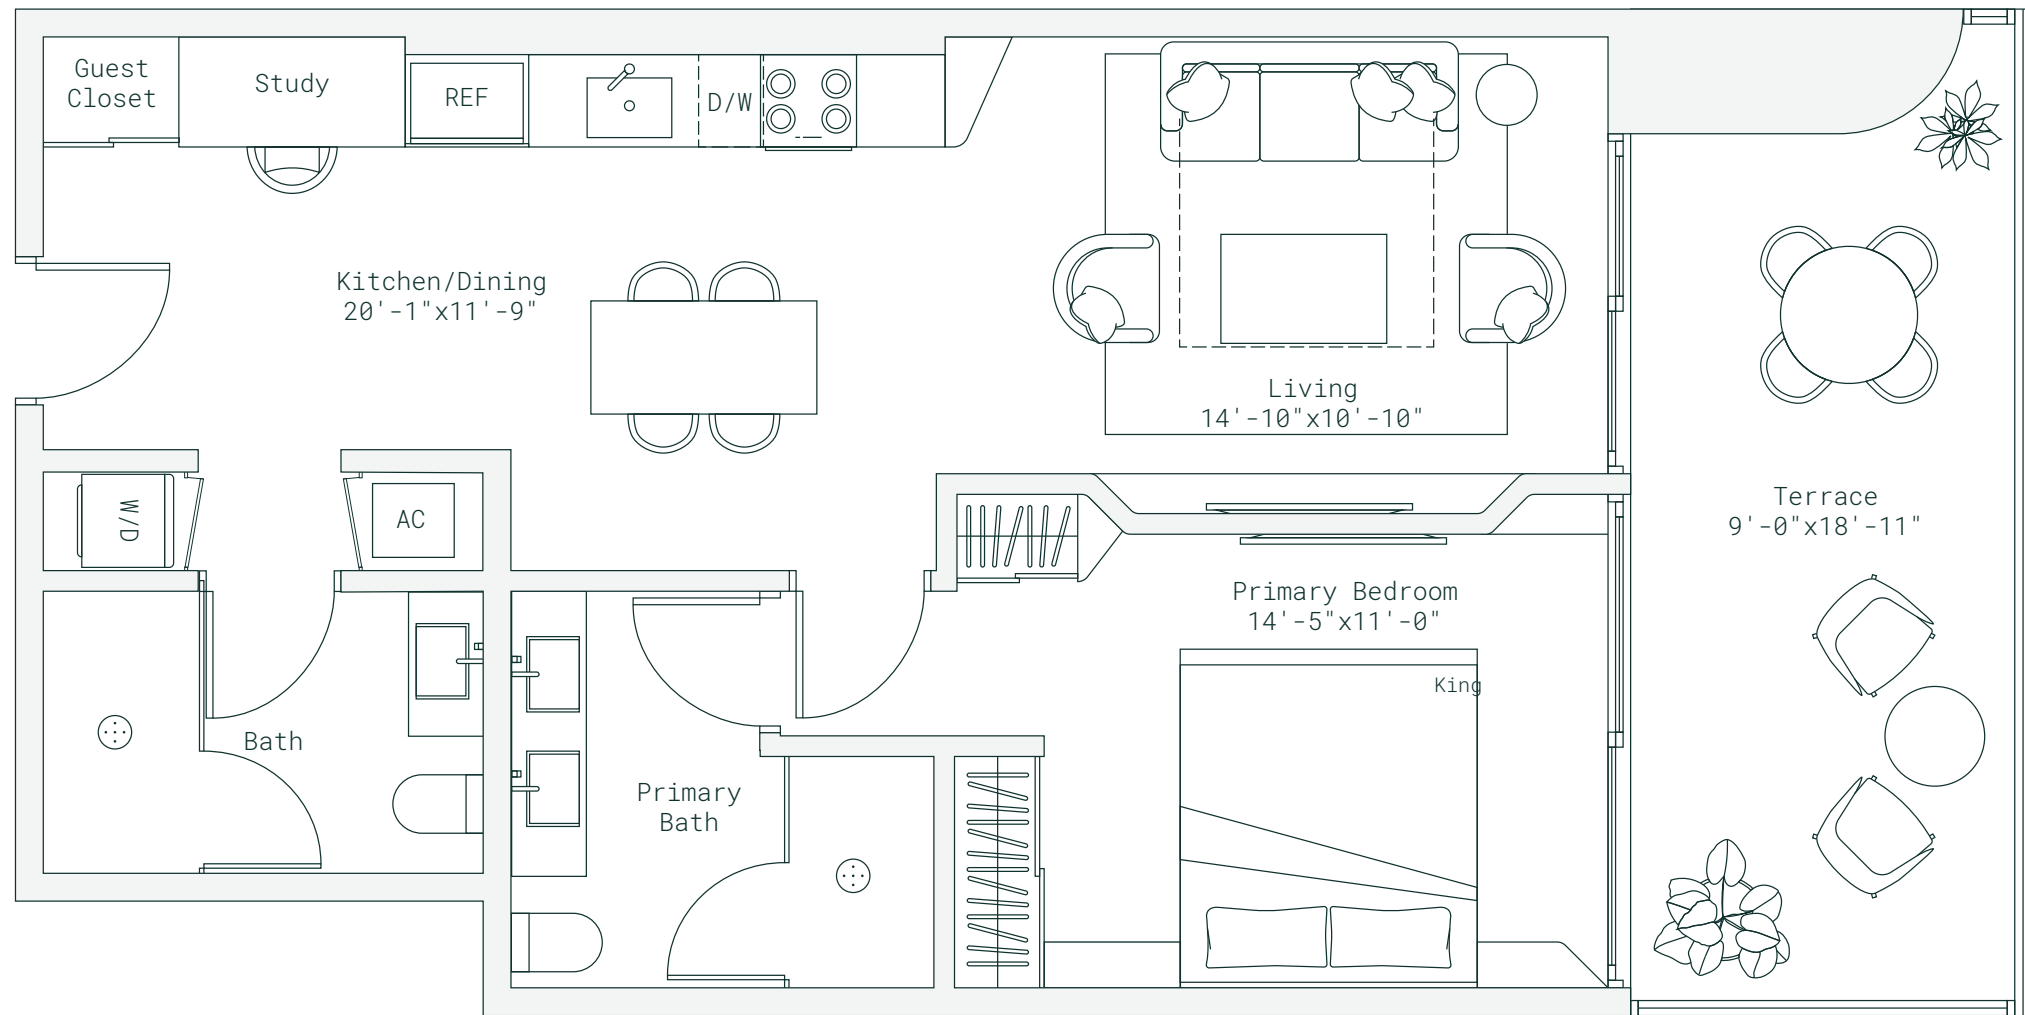 Guest
Closet
Study
REF
D/W
Kitchen/Dining
20'-1"x11'-9"
Living
14'-10"x10'-10"
Terrace
9'-0"x18'-11"
W/D
AC
Primary Bedroom
14'-5"x11'-0"
King
Bath
Primary
Bath